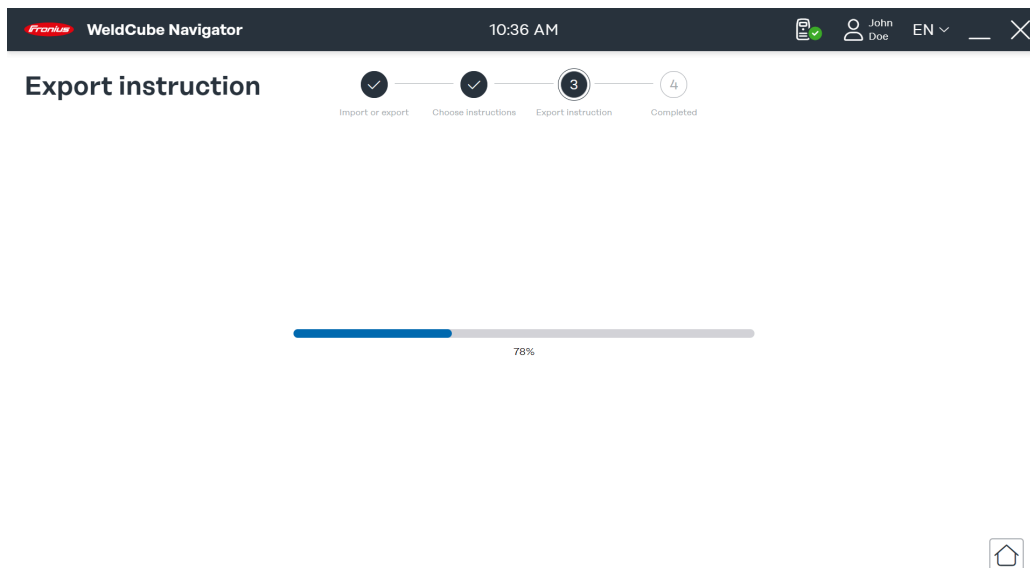 Fronius WeldCube Navigator 10:36 AM John Doe EN
Export instruction
3 4
Import or export Choose instructions Export instruction Completed
78%